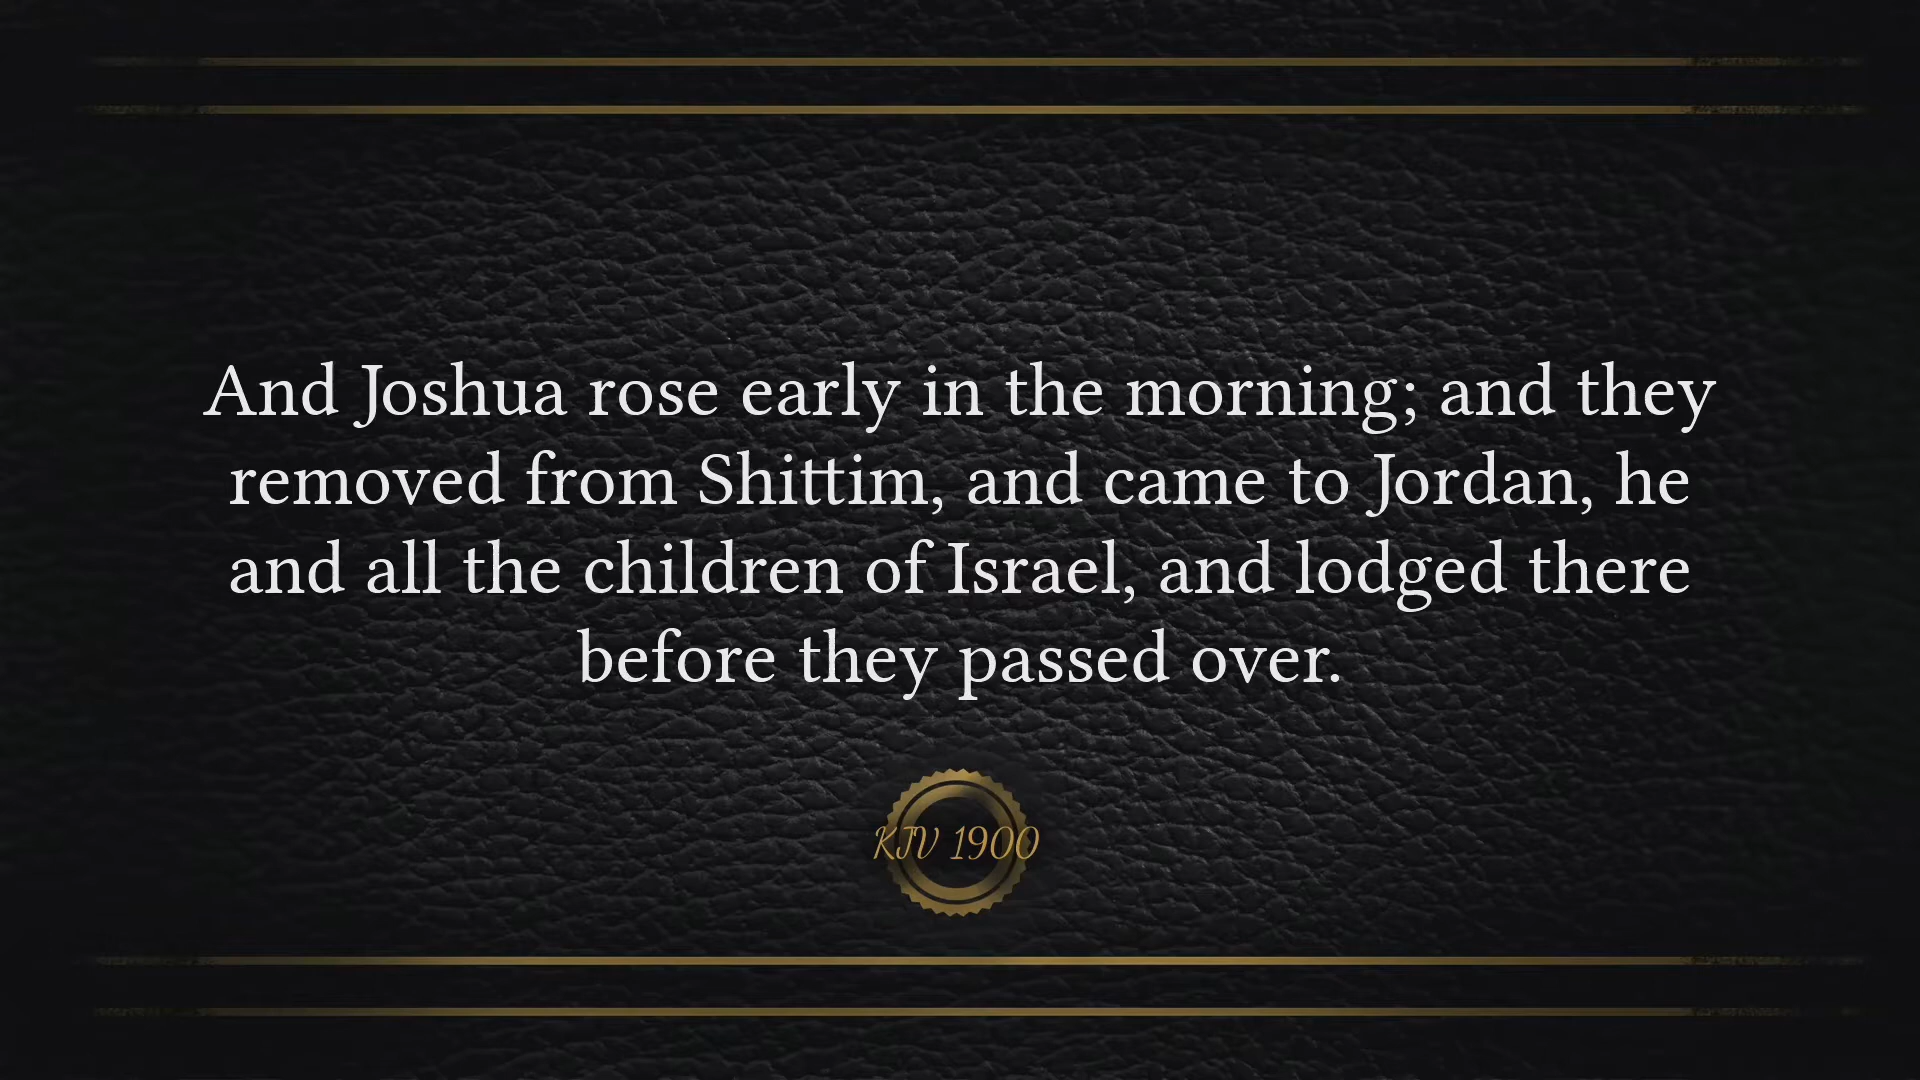 And Joshua rose early in the morning; and they
removed from Shittim, and came to Jordan, he
and all the children of Israel, and lodged there
before they passed over.
KJV 1900